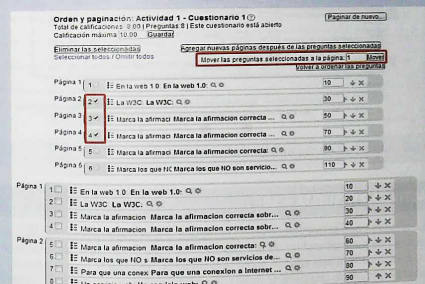 Orden y paginación: Actividad 1 - Cuestionario 1
Paginar de nuevo...
Total de calificaciones: 8.00 | Preguntas 8 | Este cuestionario está abierto
Calificación máxima 10.00 Guardar
Eliminar las seleccionadas
Agregar nuevas páginas después de las preguntas seleccionadas
Seleccionar todos / Omitir todos
Mover las preguntas seleccionadas a la página: 1 Mover
Volver a ordenar las preguntas
Página 1 1 En la web 1.0: En la web 1.0: 10
Página 2 2 La W3C: La W3C: 30
Página 3 3 Marca la afirmaci Marca la afirmacion correcta ... 50
Página 4 4 Marca la afirmaci Marca la afirmacion correcta ... 70
Página 5 5 Marca la afirmaci Marca la afirmacion correcta: 90
Página 6 6 Marca los que NC Marca los que NO son servicio... 110
Página 1 1 En la web 1.0 En la web 1.0: 10
2 La W3C La W3C: 20
3 Marca la afirmacion Marca la afirmacion correcta sobr... 30
4 Marca la afirmacion Marca la afirmacion correcta sobr... 40
Página 2 5 Marca la afirmacion Marca la afirmacion correcta: 60
6 Marca los que NO s Marca los que NO son servicios de... 70
7 Para que una conex Para que una conexion a Internet ... 80
8 90